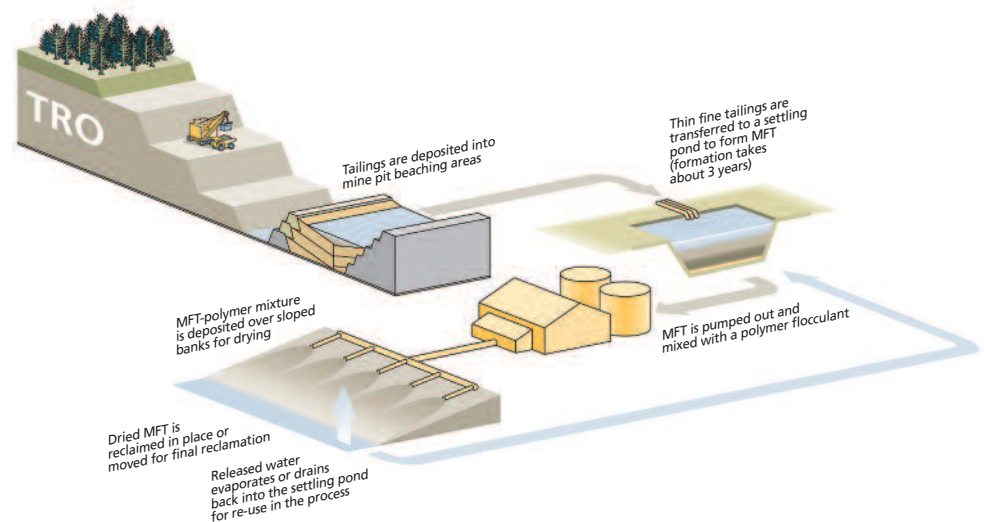 TRO
Tailings are deposited into
mine pit beaching areas
Thin fine tailings are
transferred to a settling
pond to form MFT
(formation takes
about 3 years)
MFT is pumped out and
mixed with a polymer flocculant
MFT-polymer mixture
is deposited over sloped
banks for drying
Dried MFT is
reclaimed in place or
moved for final reclamation
Released water
evaporates or drains
back into the settling pond
for re-use in the process